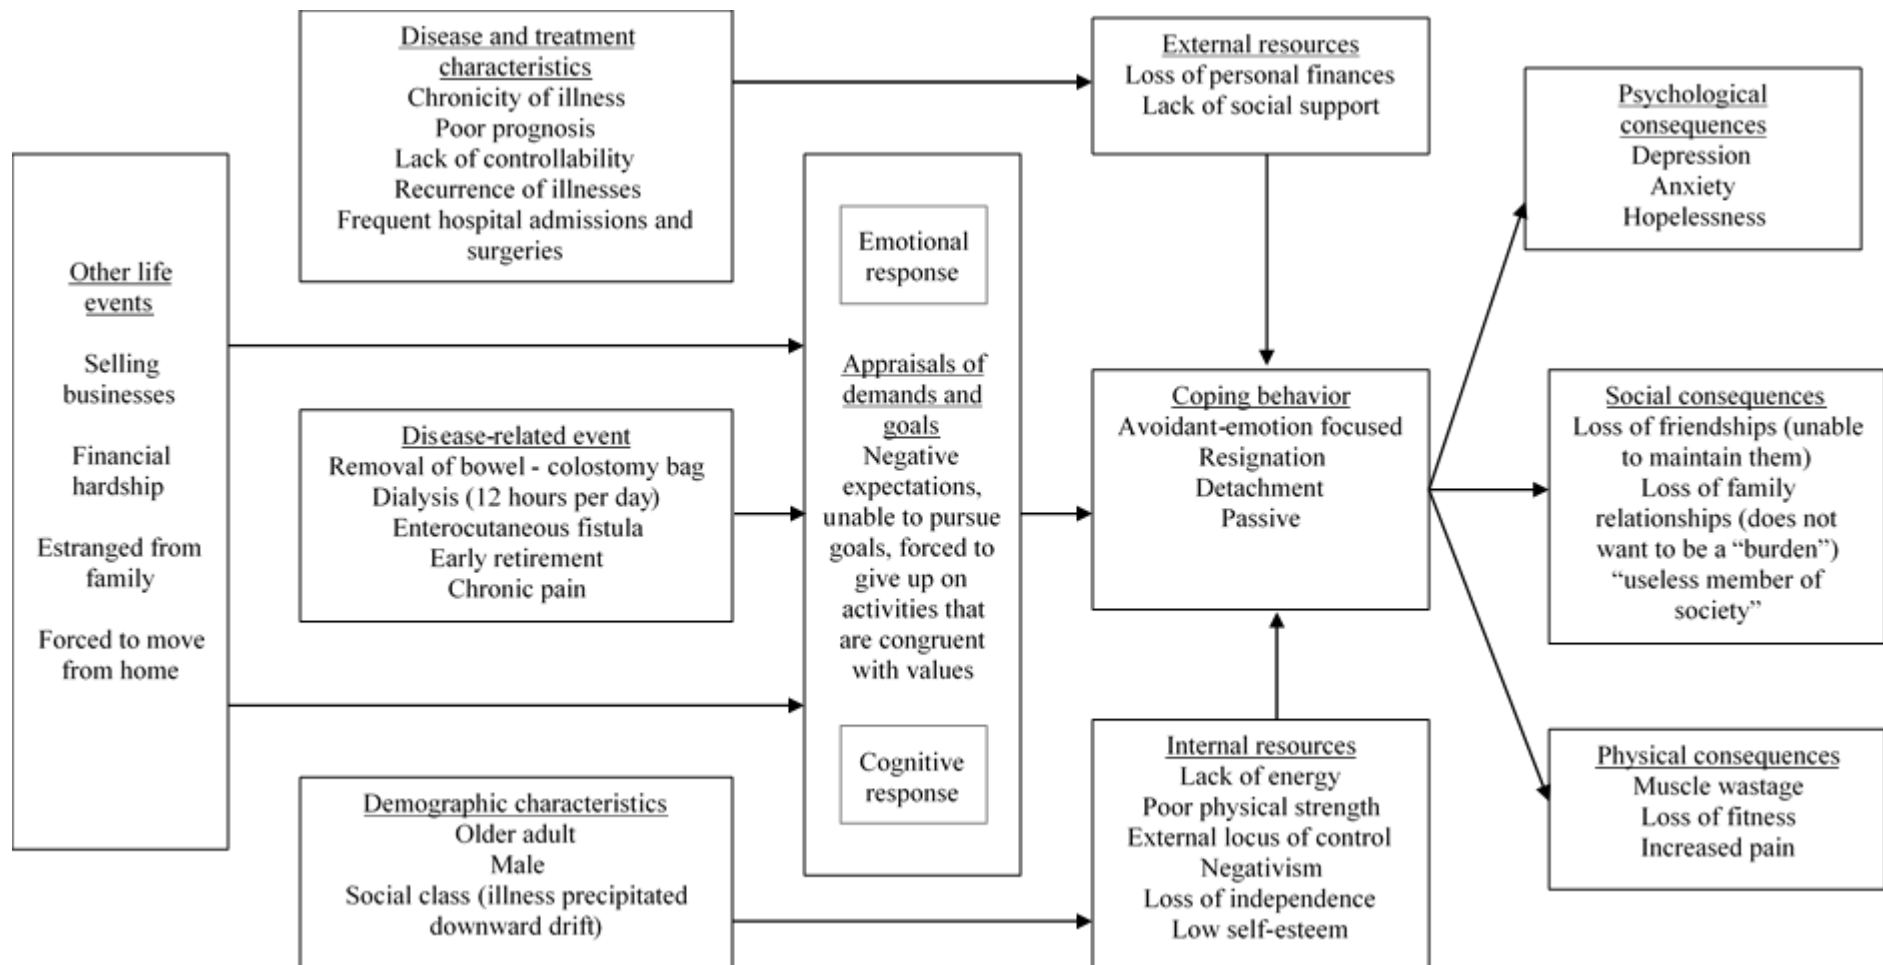 Other life
events
Selling
businesses
Financial
hardship
Estranged from
family
Forced to move
from home
Disease and treatment
characteristics
Chronicity of illness
Poor prognosis
Lack of controllability
Recurrence of illnesses
Frequent hospital admissions and
surgeries
Disease-related event
Removal of bowel - colostomy bag
Dialysis (12 hours per day)
Enterocutaneous fistula
Early retirement
Chronic pain
Demographic characteristics
Older adult
Male
Social class (illness precipitated
downward drift)
Emotional
response
Appraisals of
demands and
goals
Negative
expectations,
unable to pursue
goals, forced to
give up on
activities that
are congruent
with values
Cognitive
response
External resources
Loss of personal finances
Lack of social support
Coping behavior
Avoidant-emotion focused
Resignation
Detachment
Passive
Internal resources
Lack of energy
Poor physical strength
External locus of control
Negativism
Loss of independence
Low self-esteem
Psychological
consequences
Depression
Anxiety
Hopelessness
Social consequences
Loss of friendships (unable
to maintain them)
Loss of family
relationships (does not
want to be a “burden”)
“useless member of
society”
Physical consequences
Muscle wastage
Loss of fitness
Increased pain